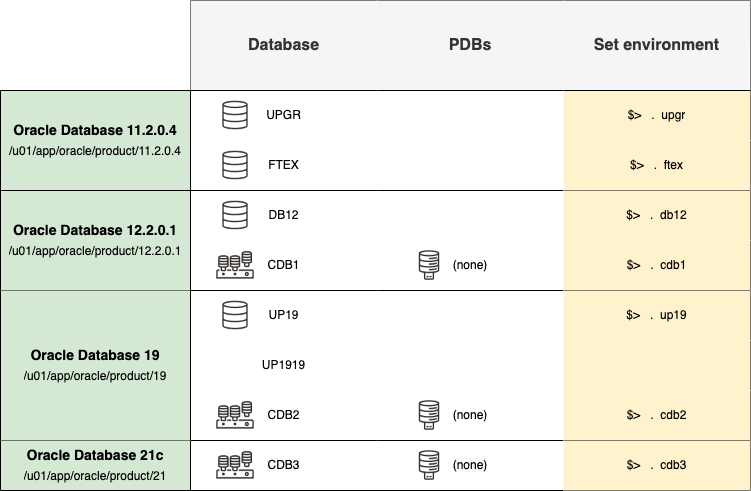 Database PDBs Set environment
Oracle Database 11.2.0.4
/u01/app/oracle/product/11.2.0.4
UPGR $> . upgr
FTEX $> . ftex
Oracle Database 12.2.0.1
/u01/app/oracle/product/12.2.0.1
DB12 $> . db12
CDB1 (none) $> . cdb1
Oracle Database 19
/u01/app/oracle/product/19
UP19 $> . up19
UP1919
CDB2 (none) $> . cdb2
Oracle Database 21c
/u01/app/oracle/product/21
CDB3 (none) $> . cdb3